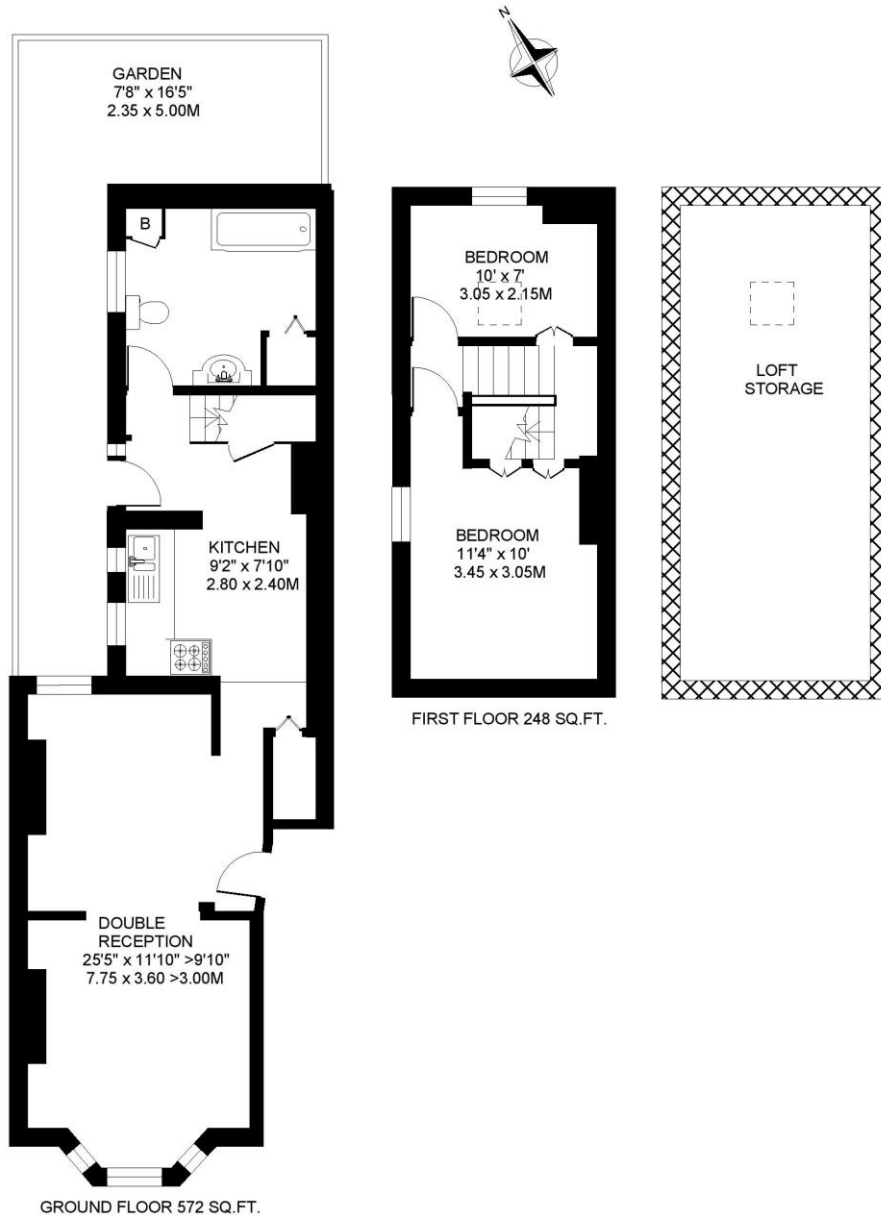 N
GARDEN
7'8" x 16'5"
2.35 x 5.00M
B
BEDROOM
10' x 7'
3.05 x 2.15M
LOFT
STORAGE
KITCHEN
9'2" x 7'10"
2.80 x 2.40M
BEDROOM
11'4" x 10'
3.45 x 3.05M
FIRST FLOOR 248 SQ.FT.
DOUBLE
RECEPTION
25'5" x 11'10" >9'10"
7.75 x 3.60 >3.00M
GROUND FLOOR 572 SQ.FT.